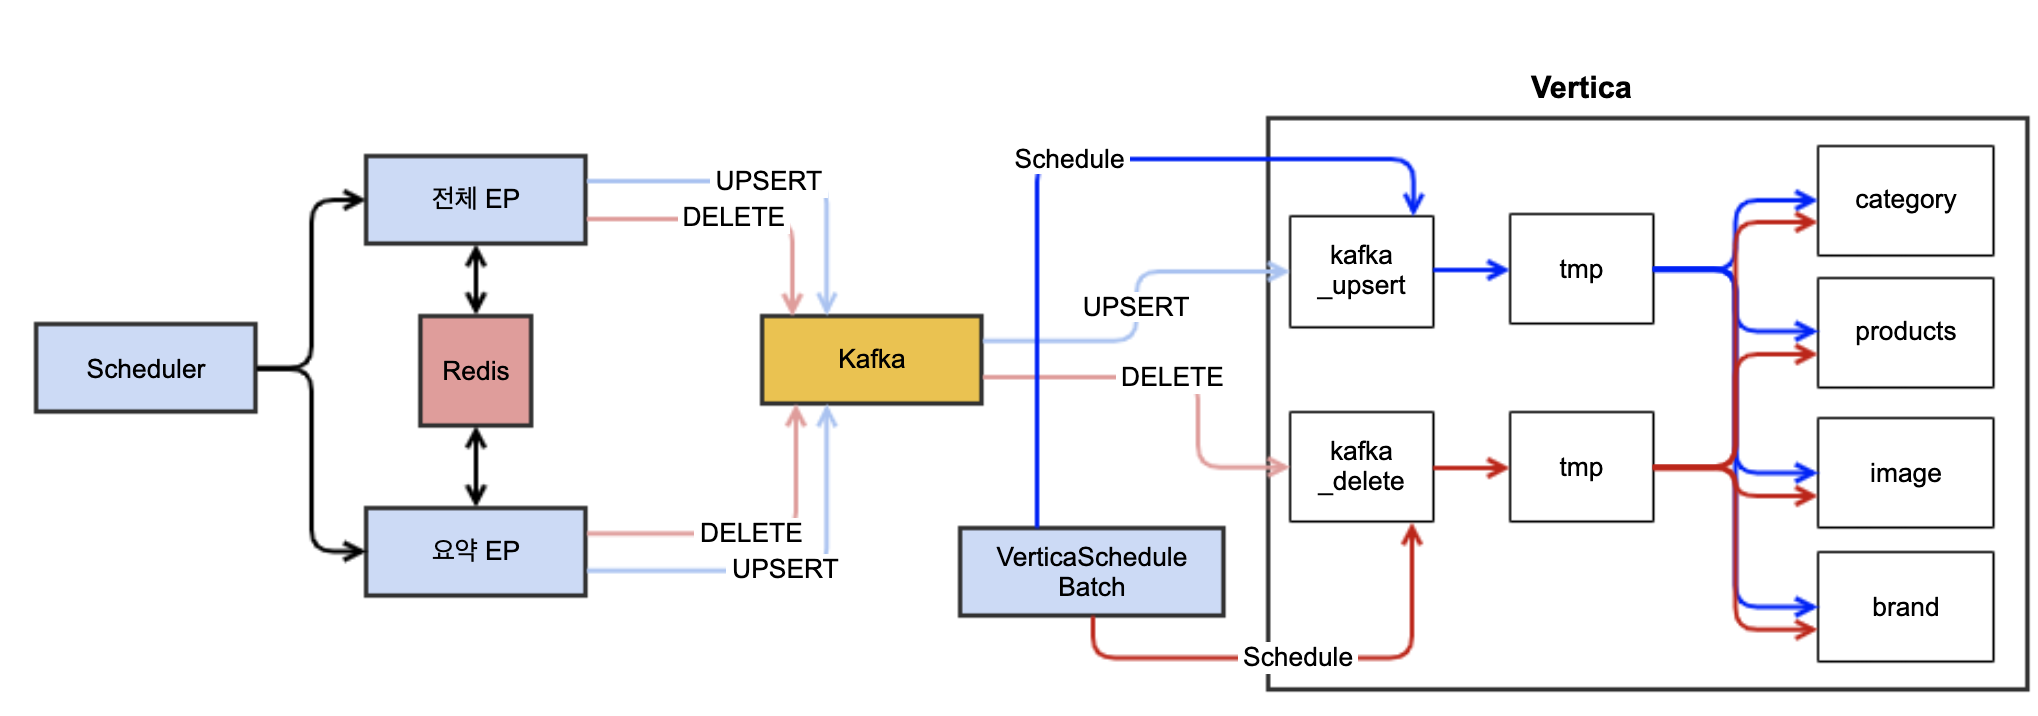 Vertica
Scheduler
전체 EP
Redis
요약 EP
UPSERT
DELETE
DELETE
UPSERT
Kafka
Schedule
UPSERT
DELETE
VerticaSchedule
Batch
Schedule
kafka
_upsert
tmp
kafka
_delete
tmp
category
products
image
brand